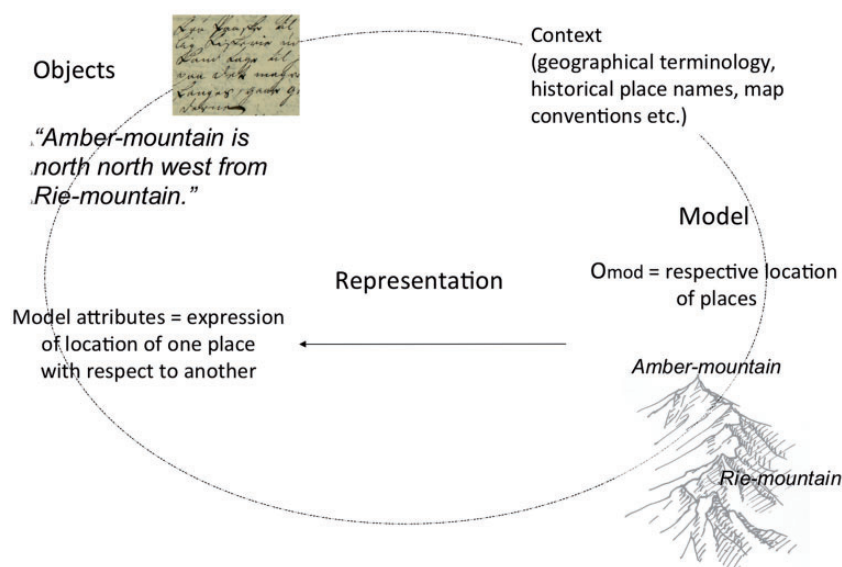 Objects
“Amber-mountain is
north north west from
Rie-mountain.”
Context
(geographical terminology,
historical place names, map
conventions etc.)
Model
Omod = respective location
of places
Representation
Model attributes = expression
of location of one place
with respect to another
Amber-mountain
Rie-mountain